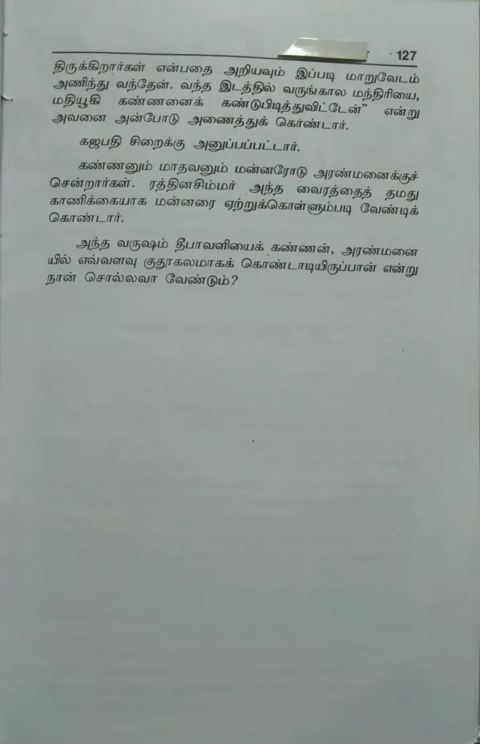 127
திருக்கிறார்கள் என்பதை அறியவும் இப்படி மாறுவேடம்
அணிந்து வந்தேன். வந்த இடத்தில் வருங்கால மந்திரியை,
மதியூகி கண்ணனைக் கண்டுபிடித்துவிட்டேன்" என்று
அவனை அன்போடு அணைத்துக் கொண்டார்.
கஜபதி சிறைக்கு அனுப்பப்பட்டார்.
கண்ணனும் மாதவனும் மன்னரோடு அரண்மனைக்குச்
சென்றார்கள். ரத்தினசிம்மர் அந்த வைரத்தைத் தமது
காணிக்கையாக மன்னரை ஏற்றுக்கொள்ளும்படி வேண்டிக்
கொண்டார்.
அந்த வருஷம் தீபாவளியைக் கண்ணன், அரண்மனை
யில் எவ்வளவு குதூகலமாகக் கொண்டாடியிருப்பான் என்று
நான் சொல்லவா வேண்டும்?